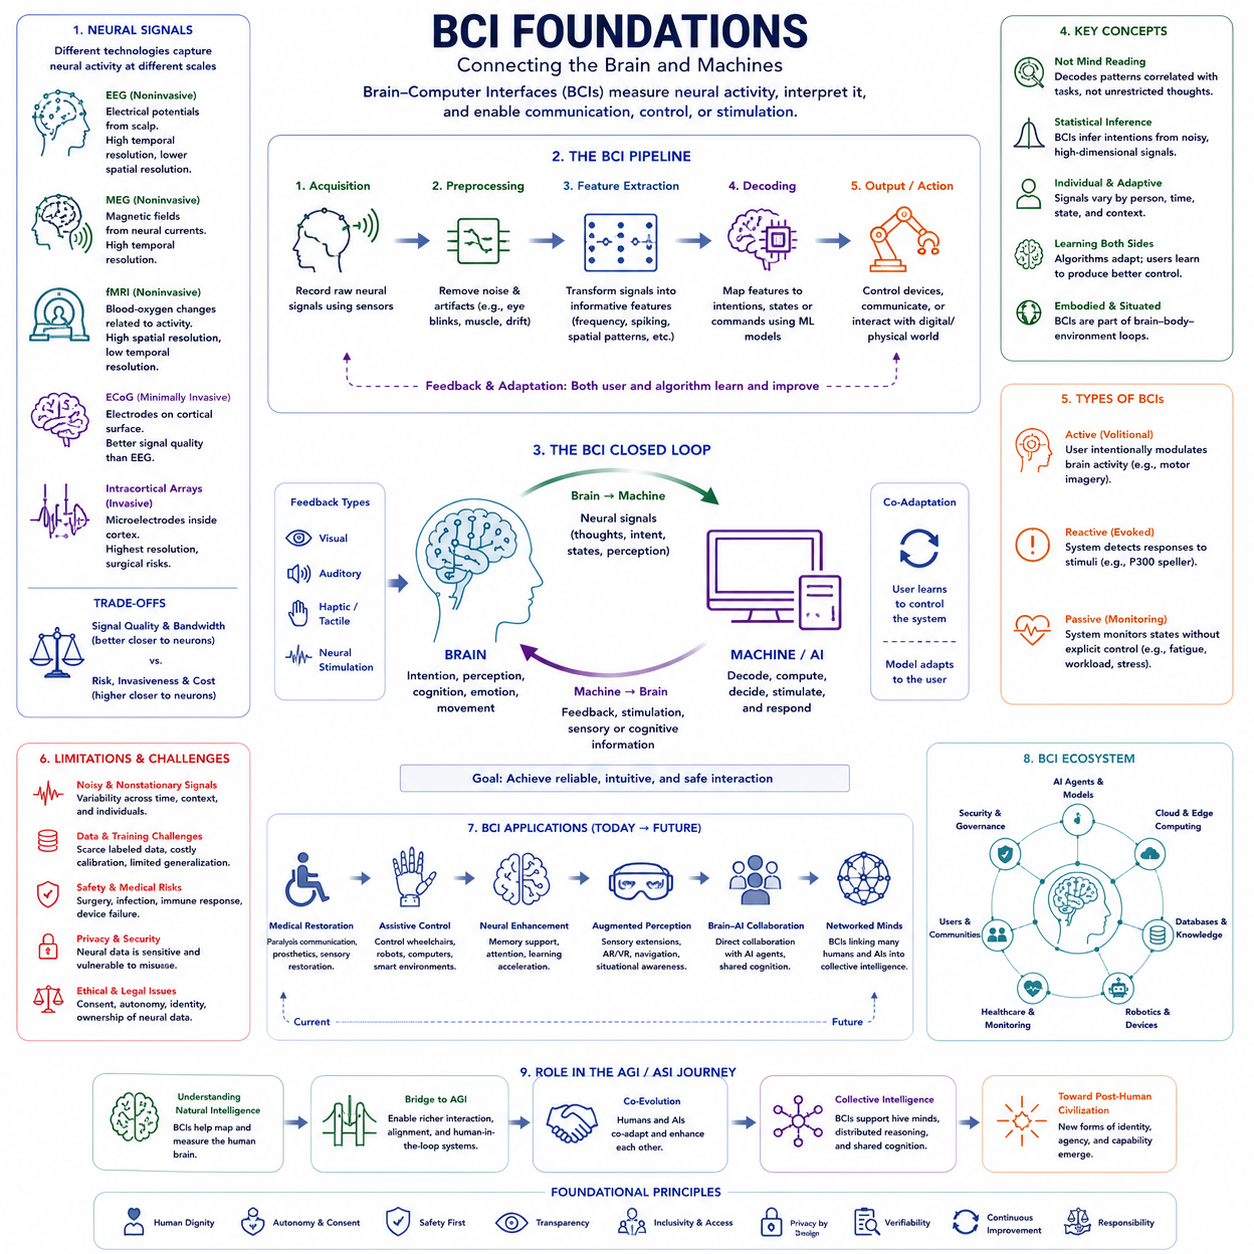 BCI FOUNDATIONS
Connecting the Brain and Machines
Brain–Computer Interfaces (BCIs) measure neural activity, interpret it,
and enable communication, control, or stimulation.
1. NEURAL SIGNALS
Different technologies capture
neural activity at different scales
EEG (Noninvasive)
Electrical potentials
from scalp.
High temporal
resolution, lower
spatial resolution.
MEG (Noninvasive)
Magnetic fields
from neural currents.
High temporal
resolution.
fMRI (Noninvasive)
Blood-oxygen changes
related to activity.
High spatial resolution,
low temporal
resolution.
ECoG (Minimally Invasive)
Electrodes on cortical
surface.
Better signal quality
than EEG.
Intracortical Arrays
(Invasive)
Microelectrodes inside
cortex.
Highest resolution,
surgical risks.
TRADE-OFFS
Signal Quality & Bandwidth
(better closer to neurons)
vs.
Risk, Invasiveness & Cost
(higher closer to neurons)
2. THE BCI PIPELINE
1. Acquisition
Record raw neural
signals using sensors
2. Preprocessing
Remove noise &
artifacts (e.g., eye
blinks, muscle, drift)
3. Feature Extraction
Transform signals into
informative features
(frequency, spiking,
spatial patterns, etc.)
4. Decoding
Map features to
intentions, states or
commands using ML
models
5. Output / Action
Control devices,
communicate, or
interact with digital/
physical world
Feedback & Adaptation: Both user and algorithm learn and improve
3. THE BCI CLOSED LOOP
Feedback Types
Visual
Auditory
Haptic /
Tactile
Neural
Stimulation
Brain → Machine
Neural signals
(thoughts, intent,
states, perception)
BRAIN
Intention, perception,
cognition, emotion,
movement
Machine → Brain
Feedback, stimulation,
sensory or cognitive
information
MACHINE / AI
Decode, compute,
decide, stimulate,
and respond
Co-Adaptation
User learns
to control
the system
Model adapts
to the user
Goal: Achieve reliable, intuitive, and safe interaction
4. KEY CONCEPTS
Not Mind Reading
Decodes patterns correlated with
tasks, not unrestricted thoughts.
Statistical Inference
BCIs infer intentions from noisy,
high-dimensional signals.
Individual & Adaptive
Signals vary by person, time,
state, and context.
Learning Both Sides
Algorithms adapt; users learn
to produce better control.
Embodied & Situated
BCIs are part of brain–body–
environment loops.
5. TYPES OF BCIs
Active (Volitional)
User intentionally modulates
brain activity (e.g., motor
imagery).
Reactive (Evoked)
System detects responses to
stimuli (e.g., P300 speller).
Passive (Monitoring)
System monitors states without
explicit control (e.g., fatigue,
workload, stress).
6. LIMITATIONS & CHALLENGES
Noisy & Nonstationary Signals
Variability across time, context,
and individuals.
Data & Training Challenges
Scarce labeled data, costly
calibration, limited generalization.
Safety & Medical Risks
Surgery, infection, immune response,
device failure.
Privacy & Security
Neural data is sensitive and
vulnerable to misuse.
Ethical & Legal Issues
Consent, autonomy, identity,
ownership of neural data.
7. BCI APPLICATIONS (TODAY → FUTURE)
Medical Restoration
Paralysis communication,
prosthetics, sensory
restoration.
Assistive Control
Control wheelchairs,
robots, computers,
smart environments.
Neural Enhancement
Memory support,
attention, learning
acceleration.
Augmented Perception
Sensory extensions,
AR/VR, navigation,
situational awareness.
Brain–AI Collaboration
Direct collaboration
with AI agents,
shared cognition.
Networked Minds
BCIs linking many
humans and AIs into
collective intelligence.
Current
Future
8. BCI ECOSYSTEM
AI Agents &
Models
Security &
Governance
Cloud & Edge
Computing
Users &
Communities
Databases &
Knowledge
Healthcare &
Monitoring
Robotics &
Devices
9. ROLE IN THE AGI / ASI JOURNEY
Understanding
Natural Intelligence
BCIs help map and
measure the human
brain.
Bridge to AGI
Enable richer interaction,
alignment, and human-in-
the-loop systems.
Co-Evolution
Humans and AIs
co-adapt and enhance
each other.
Collective Intelligence
BCIs support hive minds,
distributed reasoning,
and shared cognition.
Toward Post-Human
Civilization
New forms of identity,
agency, and capability
emerge.
FOUNDATIONAL PRINCIPLES
Human Dignity
Autonomy & Consent
Safety First
Transparency
Inclusivity & Access
Privacy by
Design
Verifiability
Continuous
Improvement
Responsibility